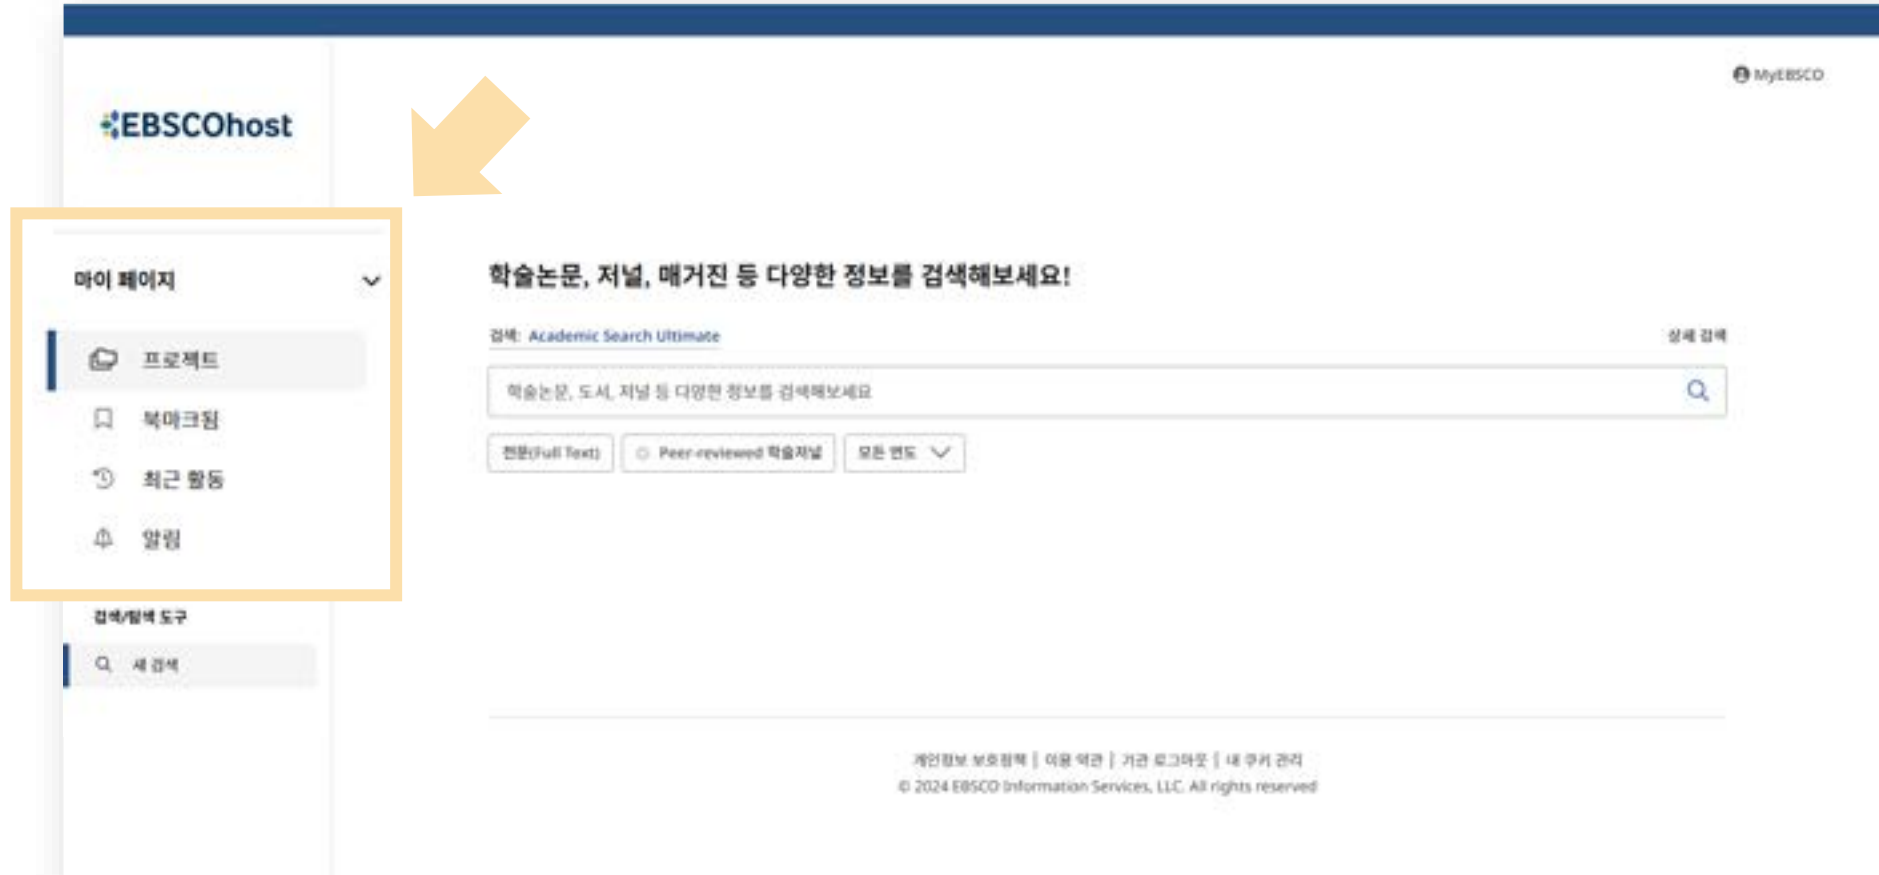 MyEBSCO
EBSCOhost
마이 페이지
프로젝트
북마크됨
최근 활동
알림
검색/탐색 도구
새 검색
학술논문, 저널, 매거진 등 다양한 정보를 검색해보세요!
검색: Academic Search Ultimate
상세 검색
학술논문, 도서, 저널 등 다양한 정보를 검색해보세요
전문(Full Text)
Peer-reviewed 학술저널
모든 연도
개인정보 보호정책 | 이용 약관 | 기관 로그아웃 | 내 쿠키 관리
© 2024 EBSCO Information Services, LLC. All rights reserved